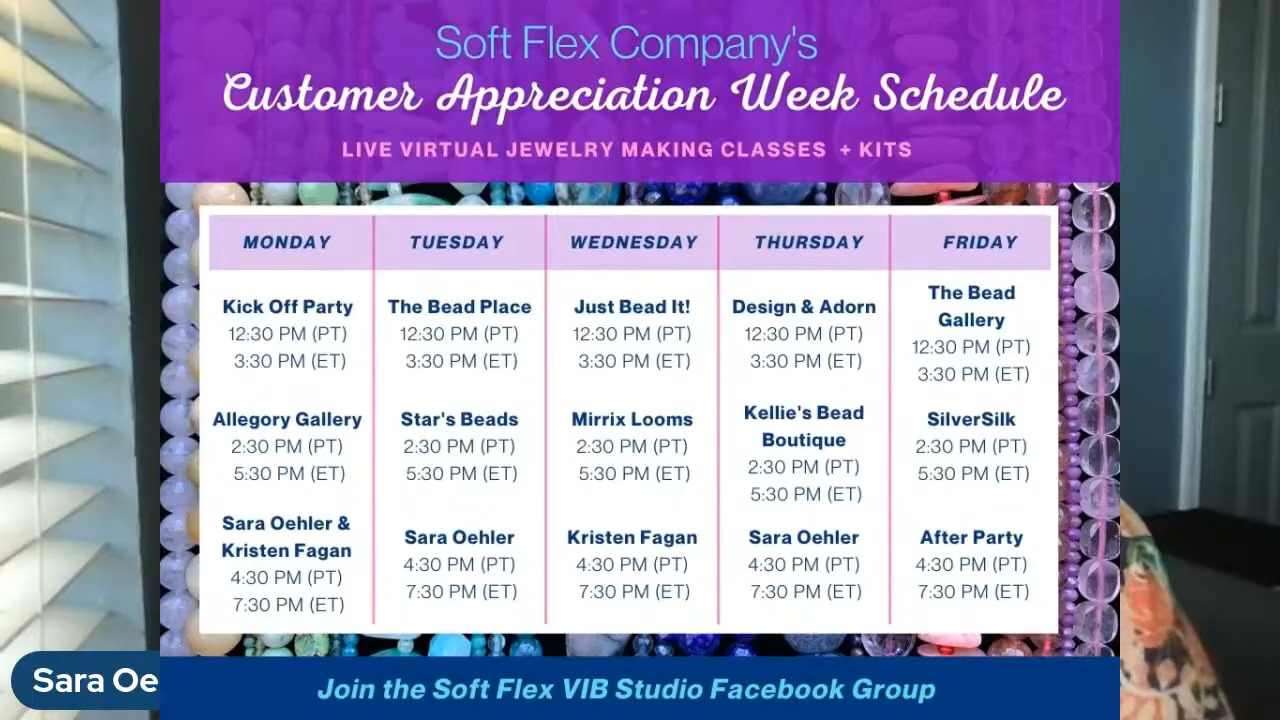 Soft Flex Company's
Customer Appreciation Week Schedule
LIVE VIRTUAL JEWELRY MAKING CLASSES + KITS
MONDAY
Kick Off Party
12:30 PM (PT)
3:30 PM (ET)
Allegory Gallery
2:30 PM (PT)
5:30 PM (ET)
Sara Oehler &
Kristen Fagan
4:30 PM (PT)
7:30 PM (ET)
TUESDAY
The Bead Place
12:30 PM (PT)
3:30 PM (ET)
Star's Beads
2:30 PM (PT)
5:30 PM (ET)
Sara Oehler
4:30 PM (PT)
7:30 PM (ET)
WEDNESDAY
Just Bead It!
12:30 PM (PT)
3:30 PM (ET)
Mirrix Looms
2:30 PM (PT)
5:30 PM (ET)
Kristen Fagan
4:30 PM (PT)
7:30 PM (ET)
THURSDAY
Design & Adorn
12:30 PM (PT)
3:30 PM (ET)
Kellie's Bead
Boutique
2:30 PM (PT)
5:30 PM (ET)
Sara Oehler
4:30 PM (PT)
7:30 PM (ET)
FRIDAY
The Bead
Gallery
12:30 PM (PT)
3:30 PM (ET)
SilverSilk
2:30 PM (PT)
5:30 PM (ET)
After Party
4:30 PM (PT)
7:30 PM (ET)
Sara Oe
Join the Soft Flex VIB Studio Facebook Group